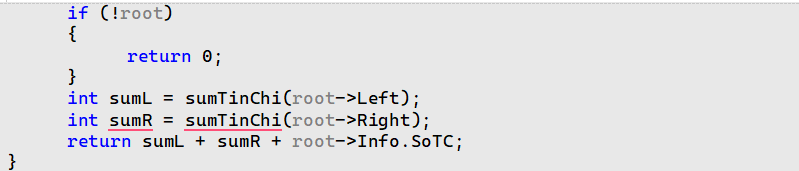 if (!root)
{
return 0;
}
int sumL = sumTinChi(root->Left);
int sumR = sumTinChi(root->Right);
return sumL + sumR + root->Info.SoTC;
}